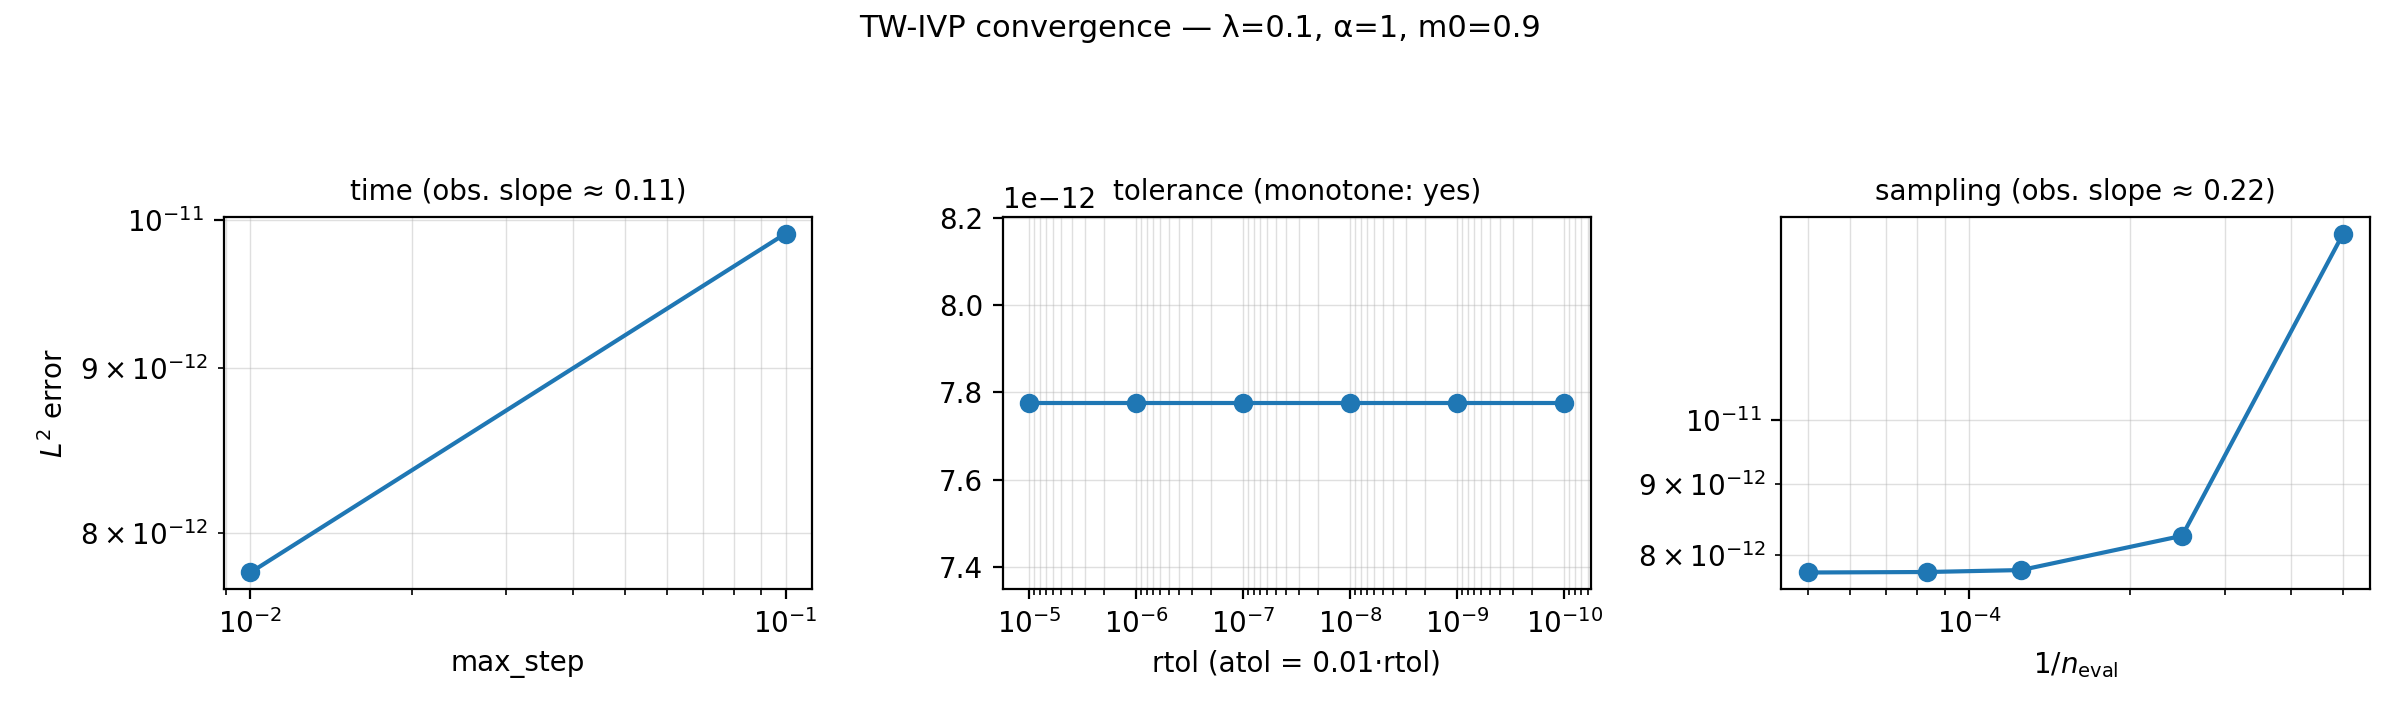 TW-IVP convergence — λ=0.1, α=1, m0=0.9
time (obs. slope ≈ 0.11)
10⁻¹¹
9 × 10⁻¹²
8 × 10⁻¹²
L² error
10⁻² 10⁻¹
max_step
1e−12 tolerance (monotone: yes)
8.2
8.0
7.8
7.6
7.4
10⁻⁵ 10⁻⁶ 10⁻⁷ 10⁻⁸ 10⁻⁹ 10⁻¹⁰
rtol (atol = 0.01·rtol)
sampling (obs. slope ≈ 0.22)
10⁻¹¹
9 × 10⁻¹²
8 × 10⁻¹²
10⁻⁴
1/n_eval